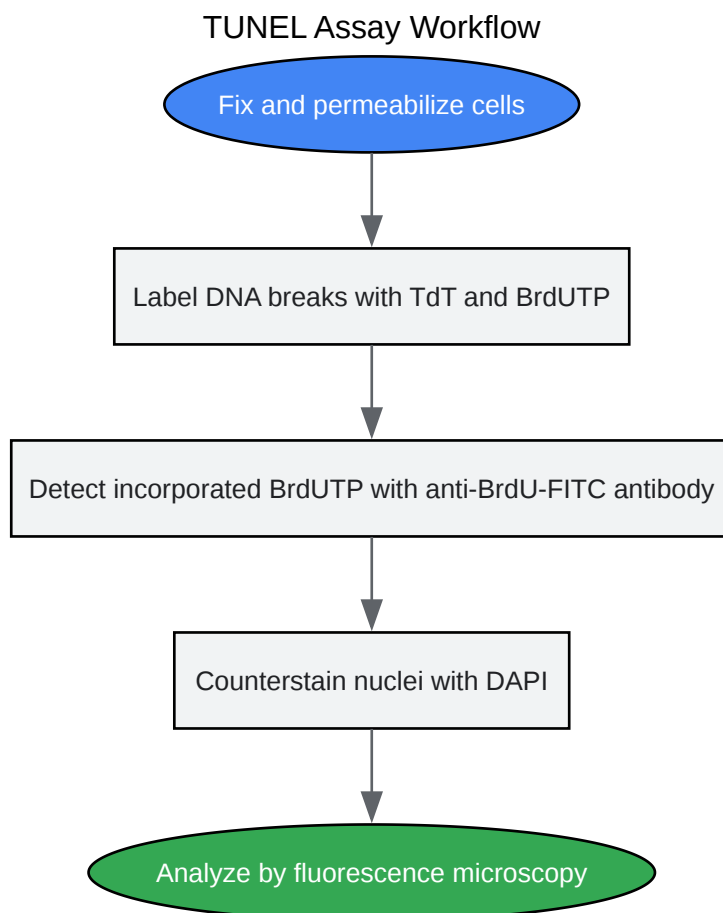 TUNEL Assay Workflow
Fix and permeabilize cells
Label DNA breaks with TdT and BrdUTP
Detect incorporated BrdUTP with anti-BrdU-FITC antibody
Counterstain nuclei with DAPI
Analyze by fluorescence microscopy